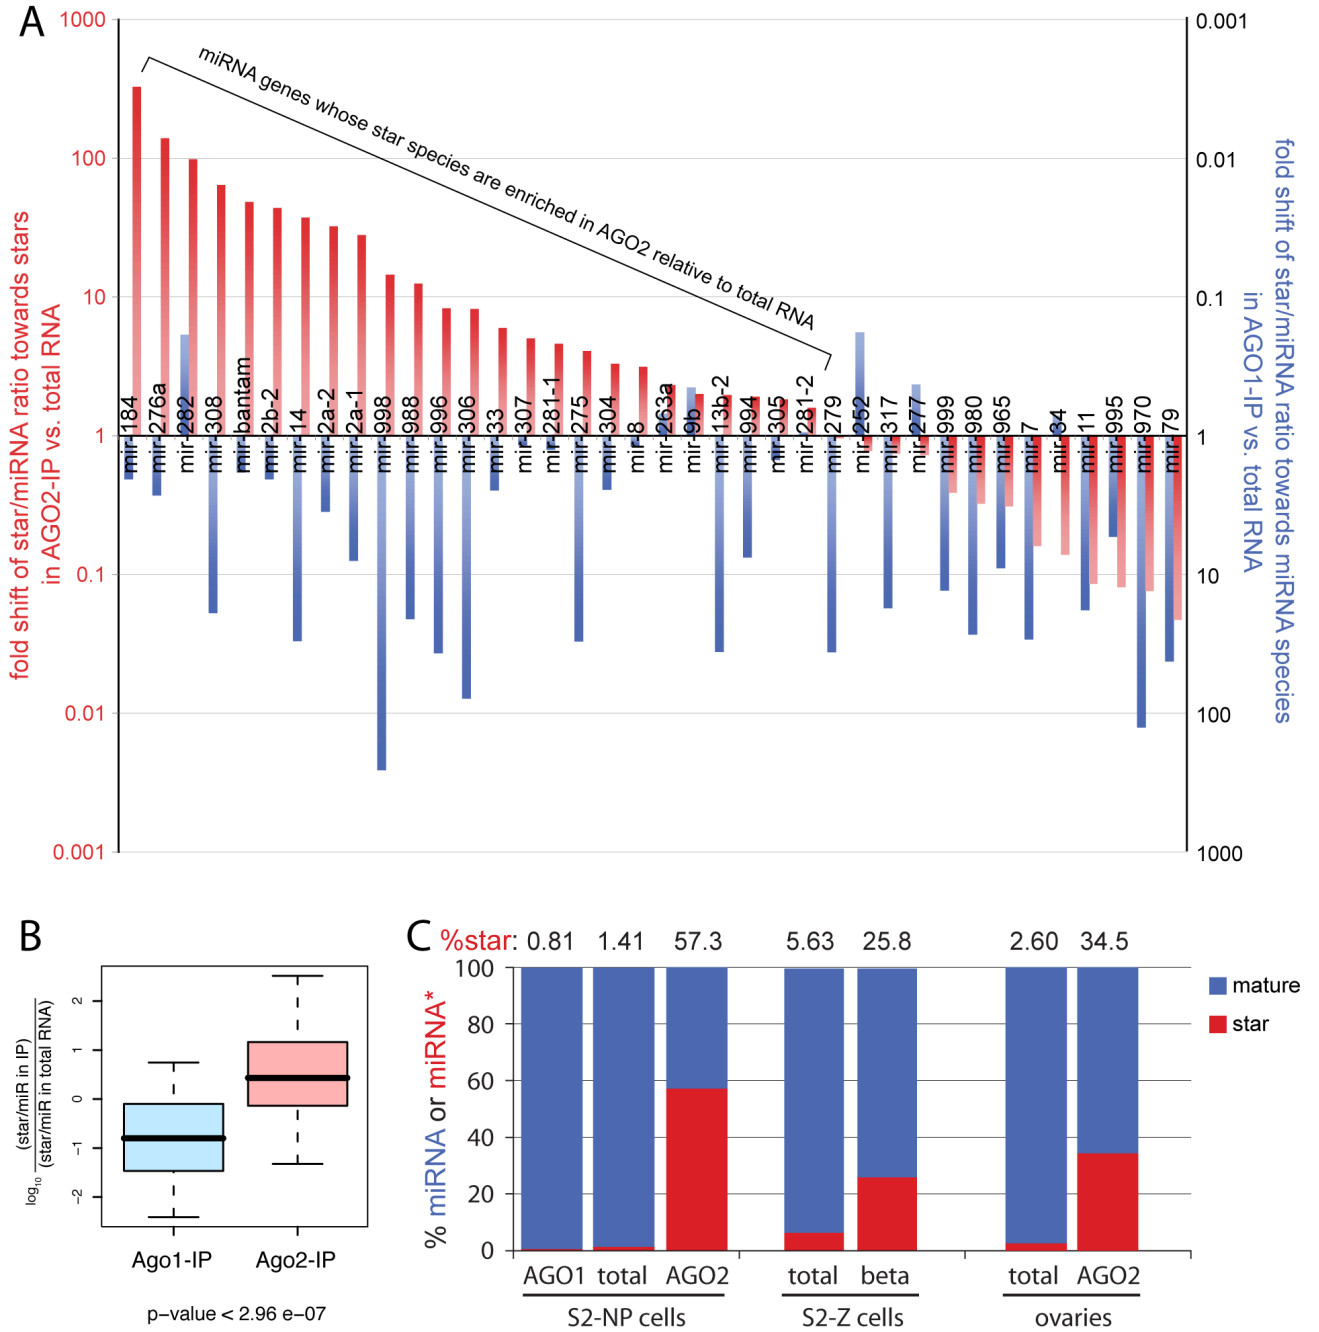 A
1000
100
10
1
0.1
0.01
0.001
fold shift of star/miRNA ratio towards stars
in AGO2-IP vs. total RNA
miRNA genes whose star species are enriched in AGO2 relative to total RNA
mir-184
mir-276a
mir-282
mir-308
mir-bantam
mir-2b-2
mir-14
mir-2a-2
mir-2a-1
mir-998
mir-988
mir-996
mir-306
mir-33
mir-307
mir-281-1
mir-275
mir-304
mir-8
mir-263a
mir-9b
mir-13b-2
mir-994
mir-305
mir-281-2
mir-279
mir-252
mir-317
mir-277
mir-999
mir-980
mir-965
mir-7
mir-34
mir-11
mir-995
mir-970
mir-79
0.001
0.01
0.1
1
10
100
1000
fold shift of star/miRNA ratio towards miRNA species
in AGO1-IP vs. total RNA
B
log10 (star/miR in IP)
(star/miR in total RNA)
2
1
0
−1
−2
Ago1-IP Ago2-IP
p-value < 2.96 e-07
C
%star: 0.81 1.41 57.3 5.63 25.8 2.60 34.5
% miRNA or miRNA*
100
80
60
40
20
0
mature
star
AGO1 total AGO2 total beta total AGO2
S2-NP cells S2-Z cells ovaries